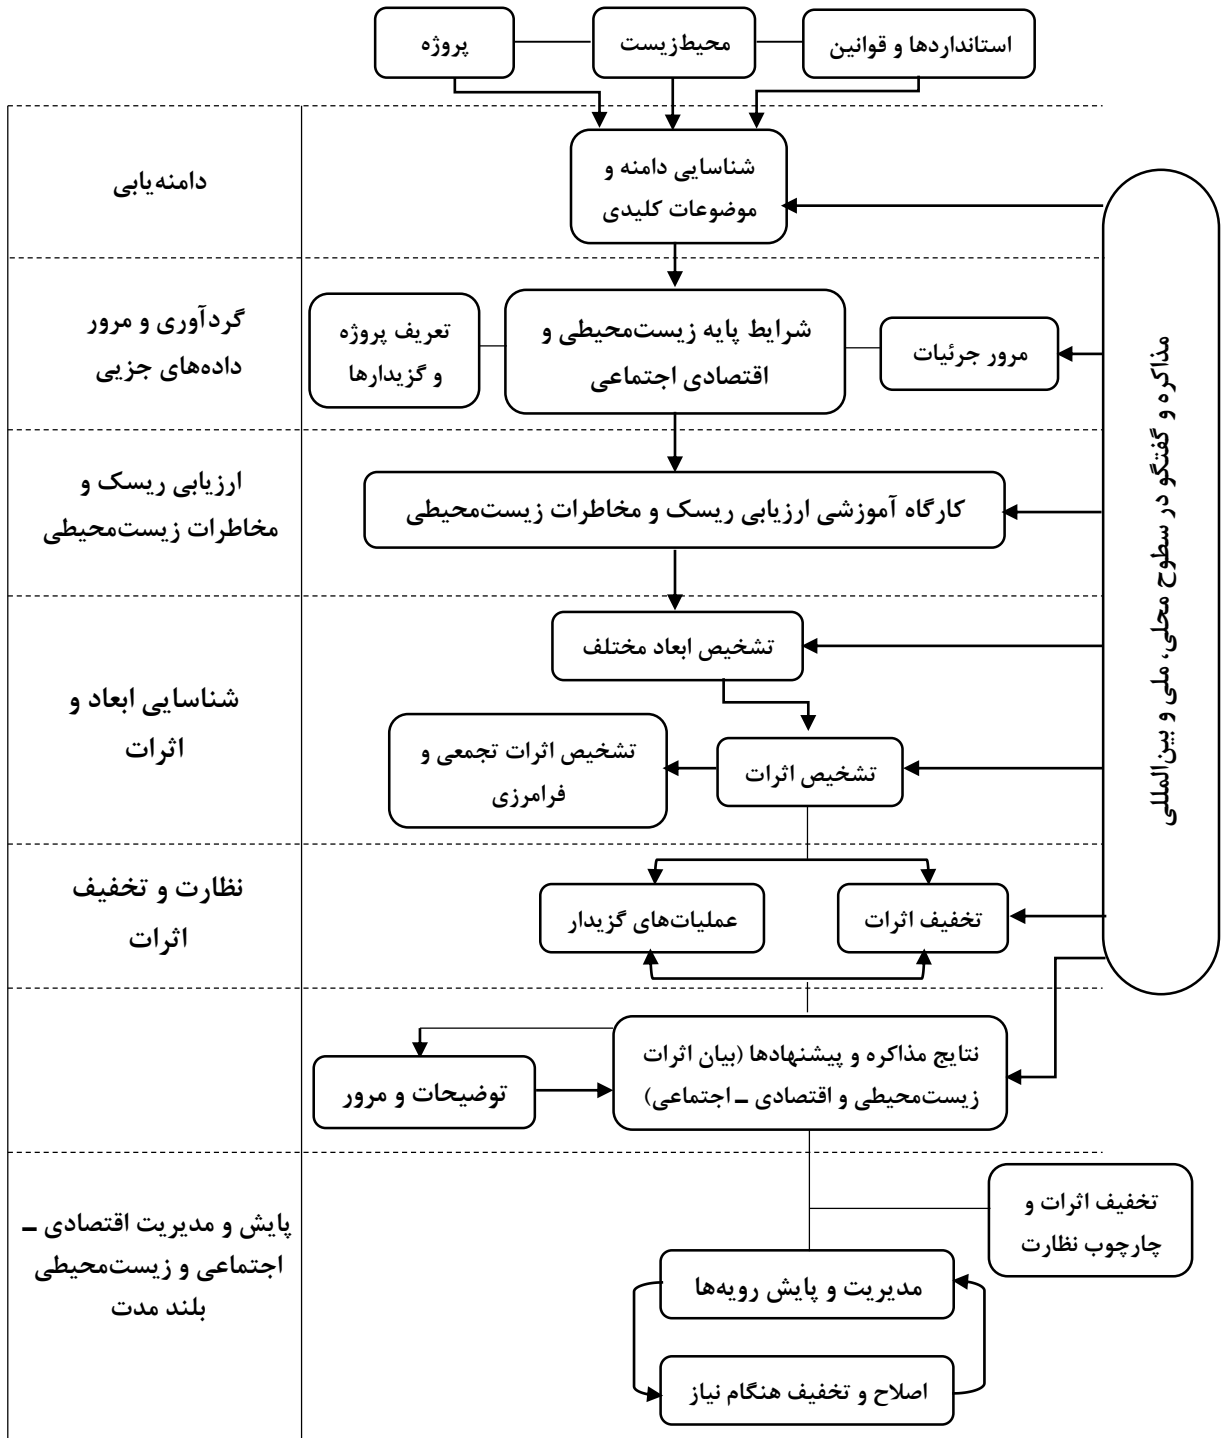 استانداردها و قوانین
محیط‌زیست
پروژه
دامنه‌یابی
شناسایی دامنه و
موضوعات کلیدی
گردآوری و مرور
داده‌های جزیی
مرور جرئیات
شرایط پایه زیست‌محیطی و
اقتصادی اجتماعی
تعریف پروژه
و گزیدارها
ارزیابی ریسک و
مخاطرات زیست‌محیطی
کارگاه آموزشی ارزیابی ریسک و مخاطرات زیست‌محیطی
شناسایی ابعاد و
اثرات
تشخیص ابعاد مختلف
تشخیص اثرات
تشخیص اثرات تجمعی و
فرامرزی
نظارت و تخفیف
اثرات
تخفیف اثرات
عملیات‌های گزیدار
نتایج مذاکره و پیشنهادها (بیان اثرات
زیست‌محیطی و اقتصادی ــ اجتماعی)
توضیحات و مرور
پایش و مدیریت اقتصادی ــ
اجتماعی و زیست‌محیطی
بلند مدت
تخفیف اثرات و
چارچوب نظارت
مدیریت و پایش رویه‌ها
اصلاح و تخفیف هنگام نیاز
مذاکره و گفتگو در سطوح محلی، ملی و بین‌المللی